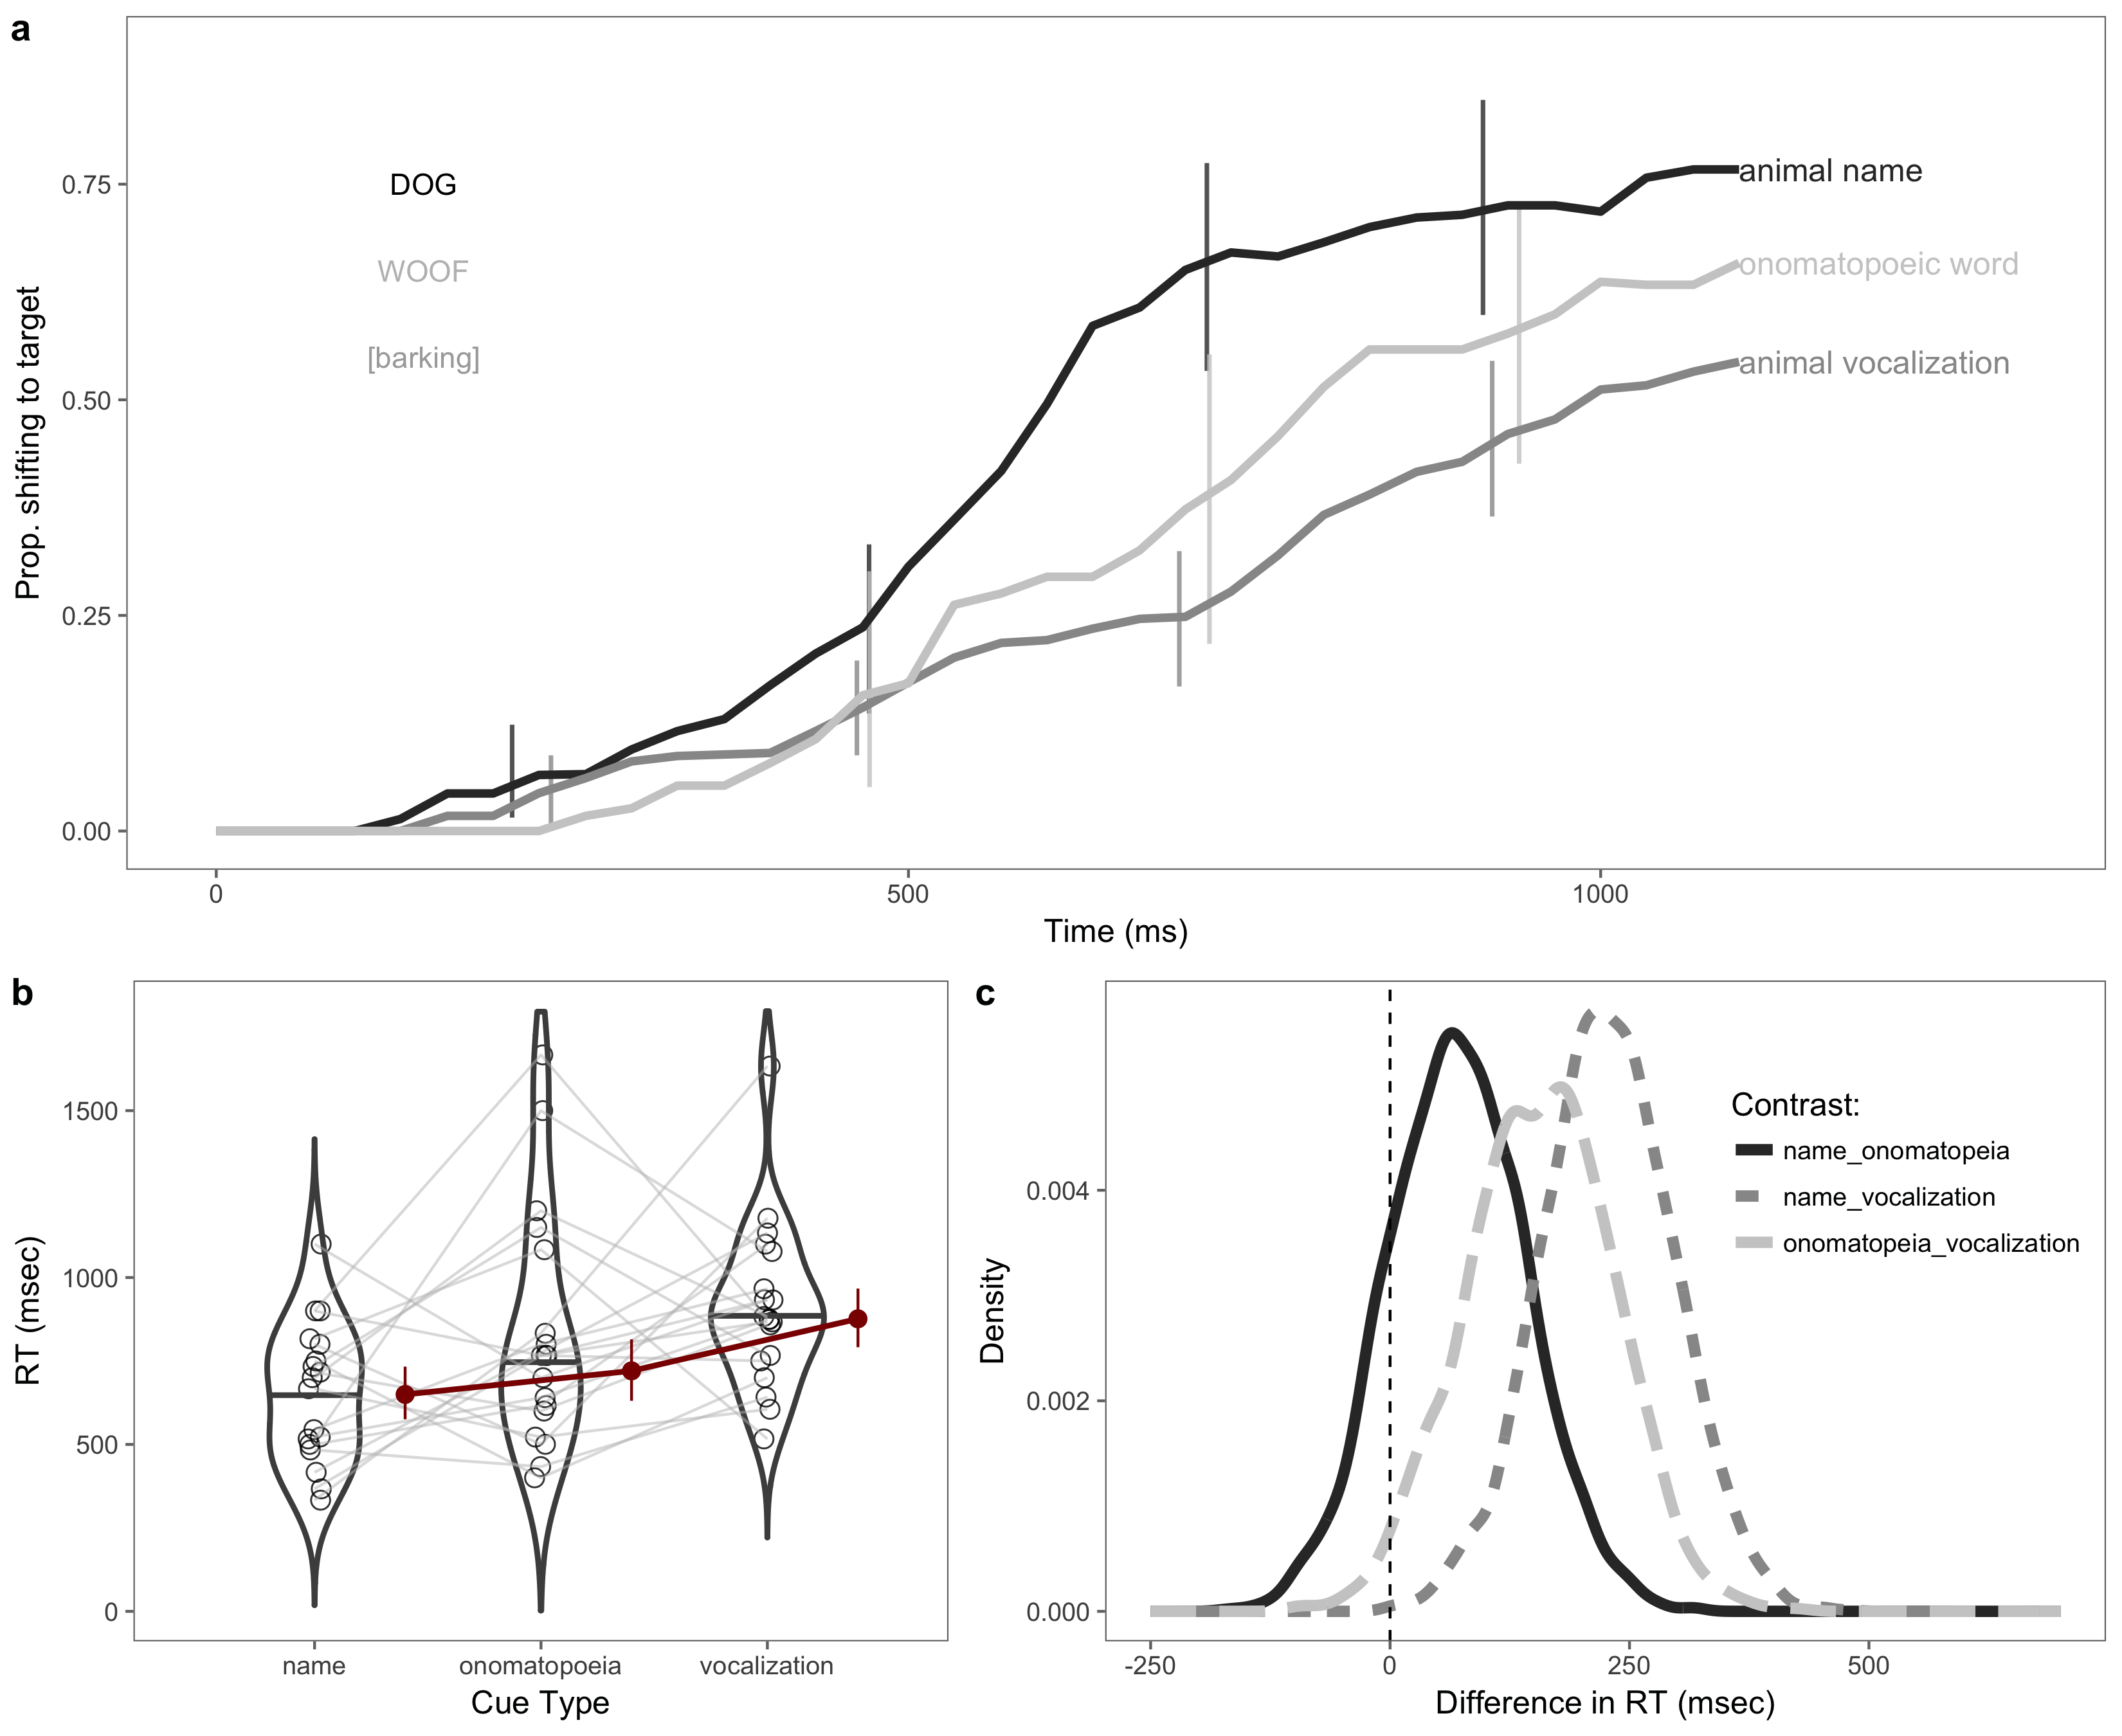 a
Prop. shifting to target
0.75
0.50
0.25
0.00
DOG
WOOF
[barking]
animal name
onomatopoeic word
animal vocalization
0 500 1000
Time (ms)
b
RT (msec)
1500
1000
500
0
name onomatopoeia vocalization
Cue Type
c
Density
0.004
0.002
0.000
Contrast:
name_onomatopeia
name_vocalization
onomatopeia_vocalization
-250 0 250 500
Difference in RT (msec)